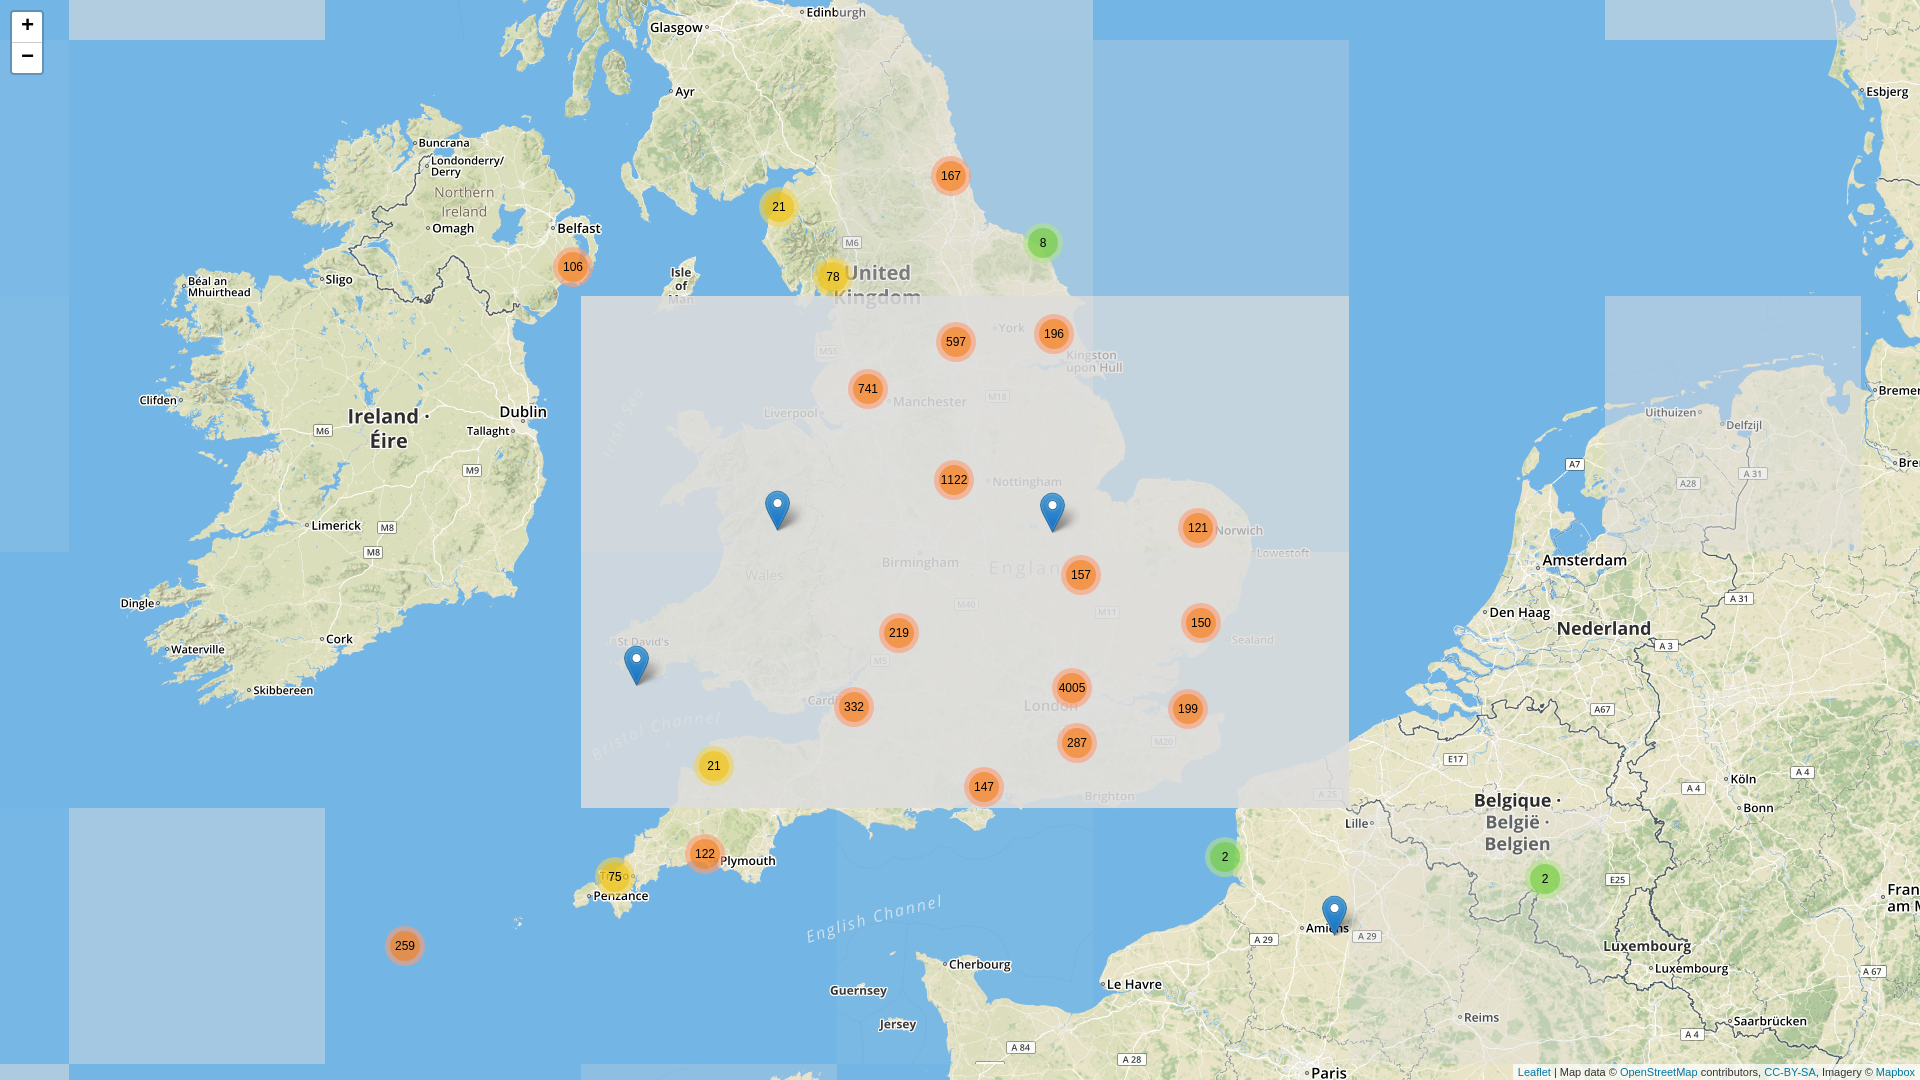 +
−
Edinburgh
Glasgow
Ayr
Esbjerg
Buncrana
Londonderry/
Derry
Northern
Ireland
Omagh
Belfast
167
21
8
M6
106
78
United
Kingdom
Isle
of
Man
Sligo
Béal an
Mhuirthead
York
597
196
M55
Kingston
upon Hull
741
Manchester
M18
Liverpool
Clifden
Dublin
Ireland ·
Éire
M6
Tallaght
M9
Uithuizen
Delfzijl
A7
A 31
A28
1122
Nottingham
Limerick
M8
M8
121
Norwich
Lowestoft
Amsterdam
Birmingham
157
Wales
Dingle
M40
M11
A 31
Den Haag
Nederland
Cork
Waterville
St David's
219
150
Sealand
A 3
M5
Skibbereen
4005
London
332
199
A67
Bristol Channel
287
M20
E17
21
147
Brighton
A 25
A 4
A 4
Köln
Bonn
Belgique ·
België ·
Belgien
Lille
122
Plymouth
75
Penzance
2
2
E25
English Channel
259
Amiens
A 29
A 29
Luxembourg
Luxembourg
A 67
Cherbourg
Le Havre
Guernsey
Jersey
Reims
Saarbrücken
A 84
A 28
A 4
Paris
Leaflet | Map data © OpenStreetMap contributors, CC-BY-SA, Imagery © Mapbox